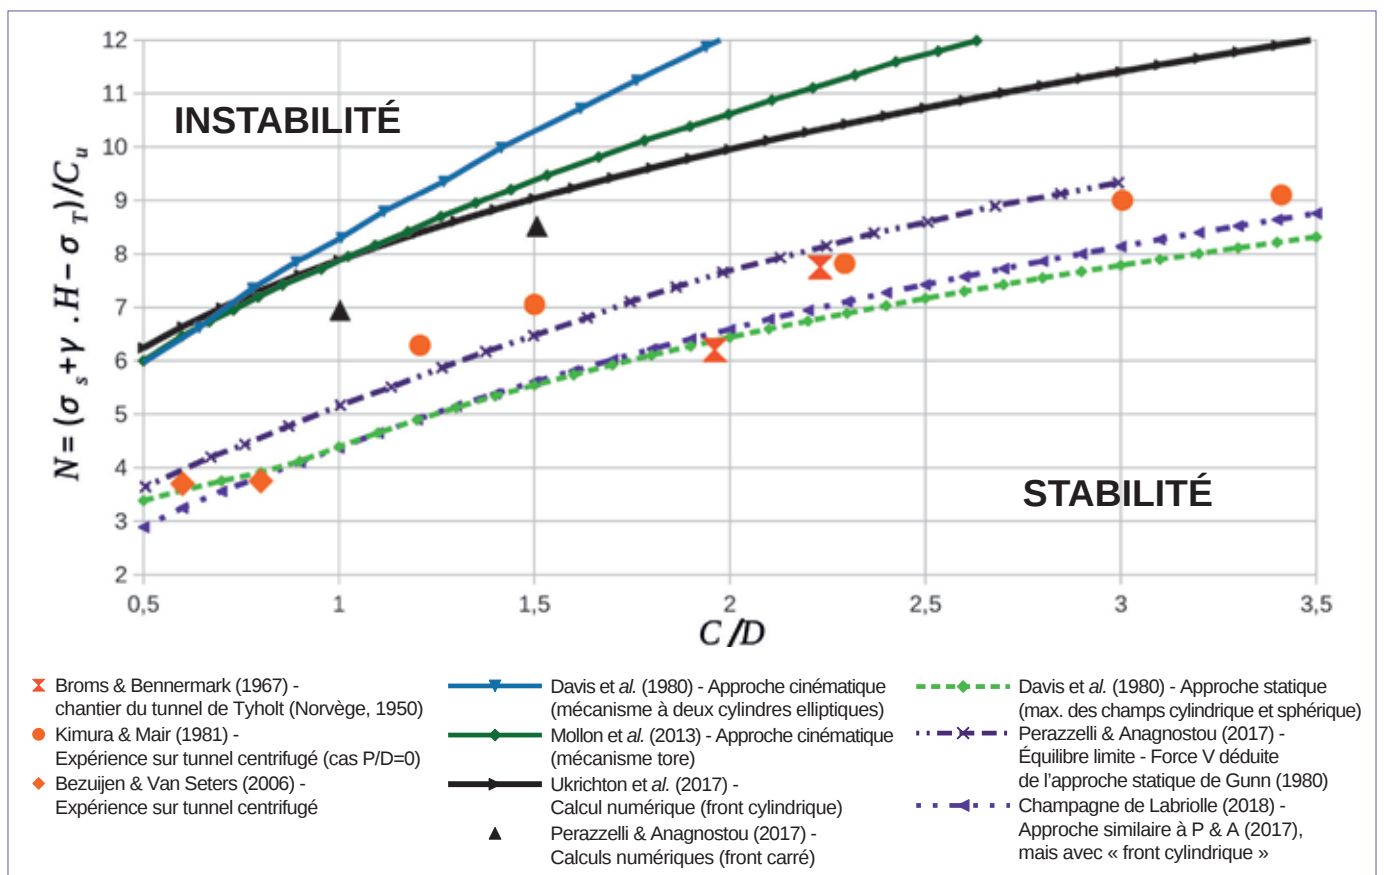 12
11
10
9
8
7
6
5
4
3
2
INSTABILITÉ
STABILITÉ
N=(σ s+γ .H−σ T)/C u
0,5 1 1,5 2 2,5 3 3,5
C/D
Broms & Bennermark (1967) -
chantier du tunnel de Tyholt (Norvège, 1950)
Kimura & Mair (1981) -
Expérience sur tunnel centrifugé (cas P/D=0)
Bezuijen & Van Seters (2006) -
Expérience sur tunnel centrifugé
Davis et al. (1980) - Approche cinématique
(mécanisme à deux cylindres elliptiques)
Mollon et al. (2013) - Approche cinématique
(mécanisme tore)
Ukrichton et al. (2017) -
Calcul numérique (front cylindrique)
Perazzelli & Anagnostou (2017) -
Calculs numériques (front carré)
Davis et al. (1980) - Approche statique
(max. des champs cylindrique et sphérique)
Perazzelli & Anagnostou (2017) -
Équilibre limite - Force V déduite
de l'approche statique de Gunn (1980)
Champagne de Labriolle (2018) -
Approche similaire à P & A (2017),
mais avec « front cylindrique »